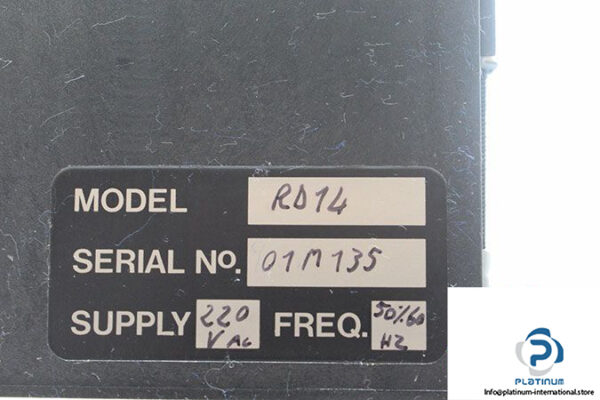 MODEL RD14
SERIAL No. 01M135
SUPPLY 220 V AC FREQ. 50/60 HZ
PLATINUM
Info@platinum-international.store